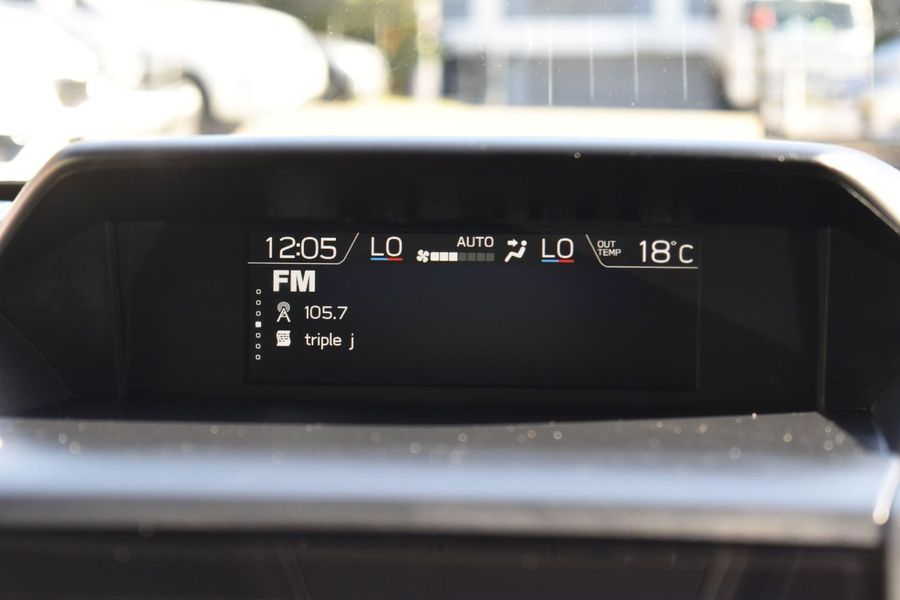 12:05 LO AUTO LO OUT TEMP 18°C
FM
105.7
triple j